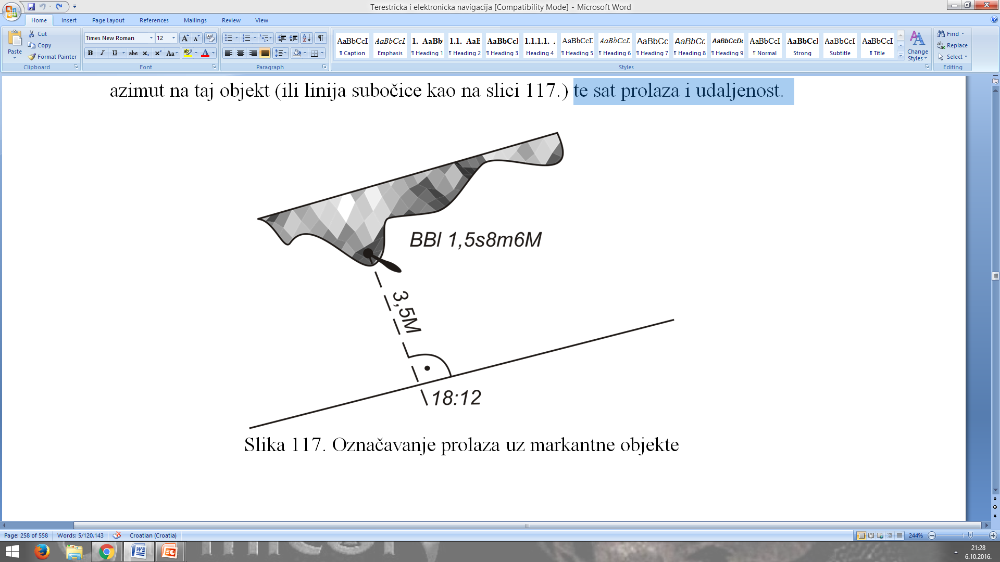 Terestricka i elektronicka navigacija [Compatibility Mode] - Microsoft Word
Home Insert Page Layout References Mailings Review View
Paste Cut Copy Format Painter
Times New Roman 12
AaBbCcI AaBbCcI 1. AaBb 1.1. AaB AaBbCcI 1.1.1.1. AaBbCcI AaBbCcL AaBbCc AaBbCc AaBbCcDc AaBbCcI AaBbCcl AaBbCcI AaBbCcI
¶ Caption Emphasis ¶ Heading 1 ¶ Heading 2 ¶ Heading 3 Heading 4 ¶ Heading 5 ¶ Heading 6 ¶ Heading 7 ¶ Heading 8 ¶ Heading 9 ¶ Normal Strong Subtitle ¶ Title
Change Styles
Find Replace Select
Clipboard Font Paragraph Styles Editing
azimut na taj objekt (ili linija subočice kao na slici 117.) te sat prolaza i udaljenost.
BBl 1,5s8m6M
3,5M
18:12
Slika 117. Označavanje prolaza uz markantne objekte
Page: 258 of 558 Words: 5/120.143 Croatian (Croatia) 244%
21:28
6.10.2016.